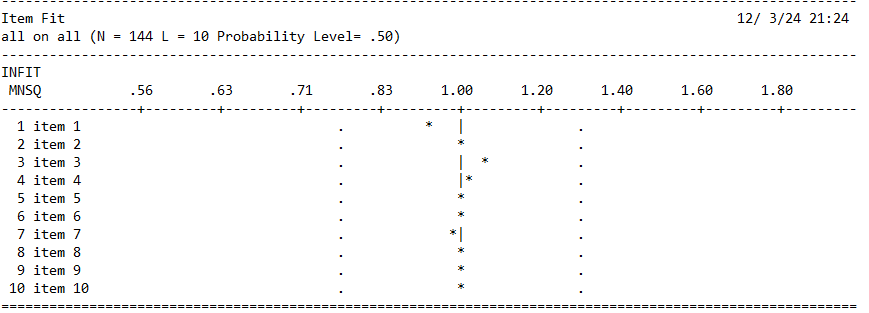 --------------------------------------------------------------------------------------------------------
Item Fit                                                                                   12/ 3/24 21:24
all on all (N = 144 L = 10 Probability Level= .50)
--------------------------------------------------------------------------------------------------------
INFIT
 MNSQ           .56       .63       .71       .83      1.00      1.20      1.40      1.60      1.80
-----------------+---------+---------+---------+---------+---------+---------+---------+---------+---------
  1 item 1                                .          *   |              .
  2 item 2                                .              *              .
  3 item 3                                .              |  *           .
  4 item 4                                .              |*             .
  5 item 5                                .              *              .
  6 item 6                                .              *              .
  7 item 7                                .             *|              .
  8 item 8                                .              *              .
  9 item 9                                .              *              .
 10 item 10                               .              *              .
========================================================================================================